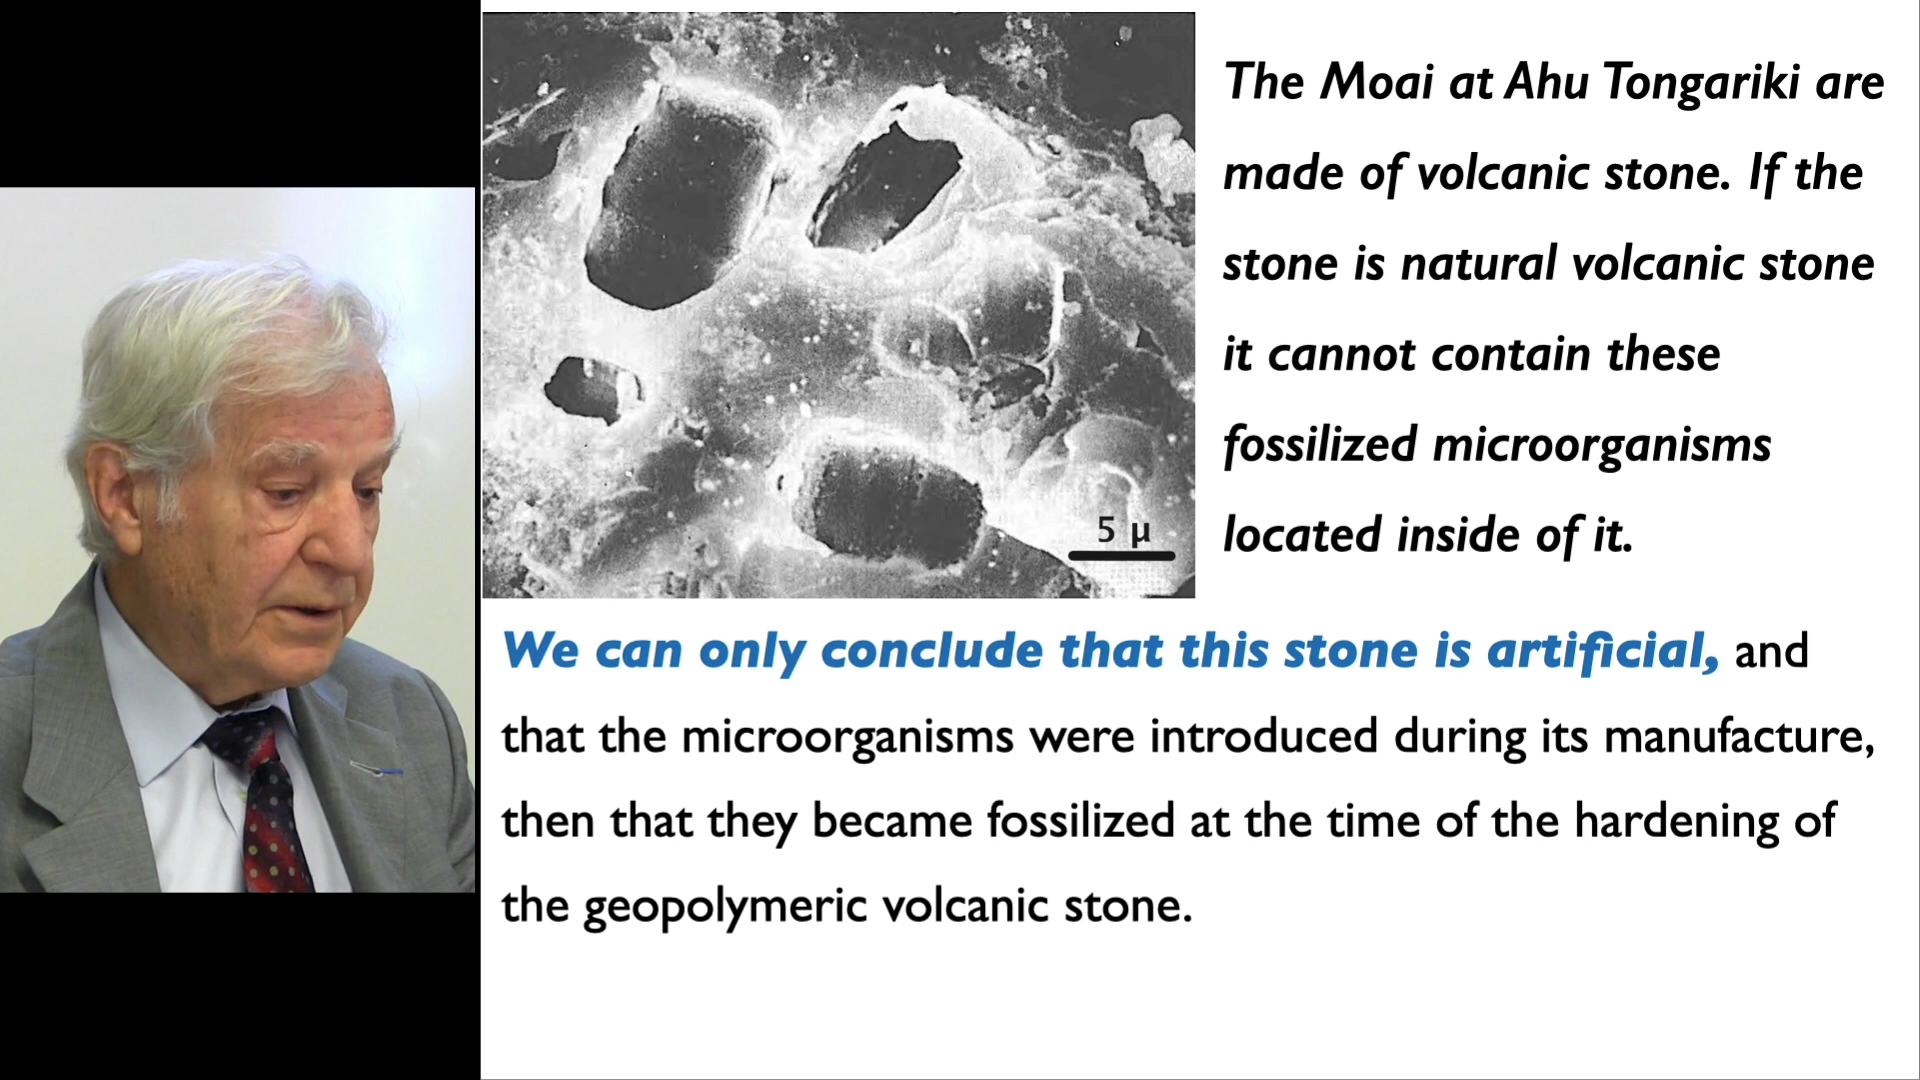 The Moai at Ahu Tongariki are
made of volcanic stone. If the
stone is natural volcanic stone
it cannot contain these
fossilized microorganisms
located inside of it.
5 µ
We can only conclude that this stone is artificial, and
that the microorganisms were introduced during its manufacture,
then that they became fossilized at the time of the hardening of
the geopolymeric volcanic stone.